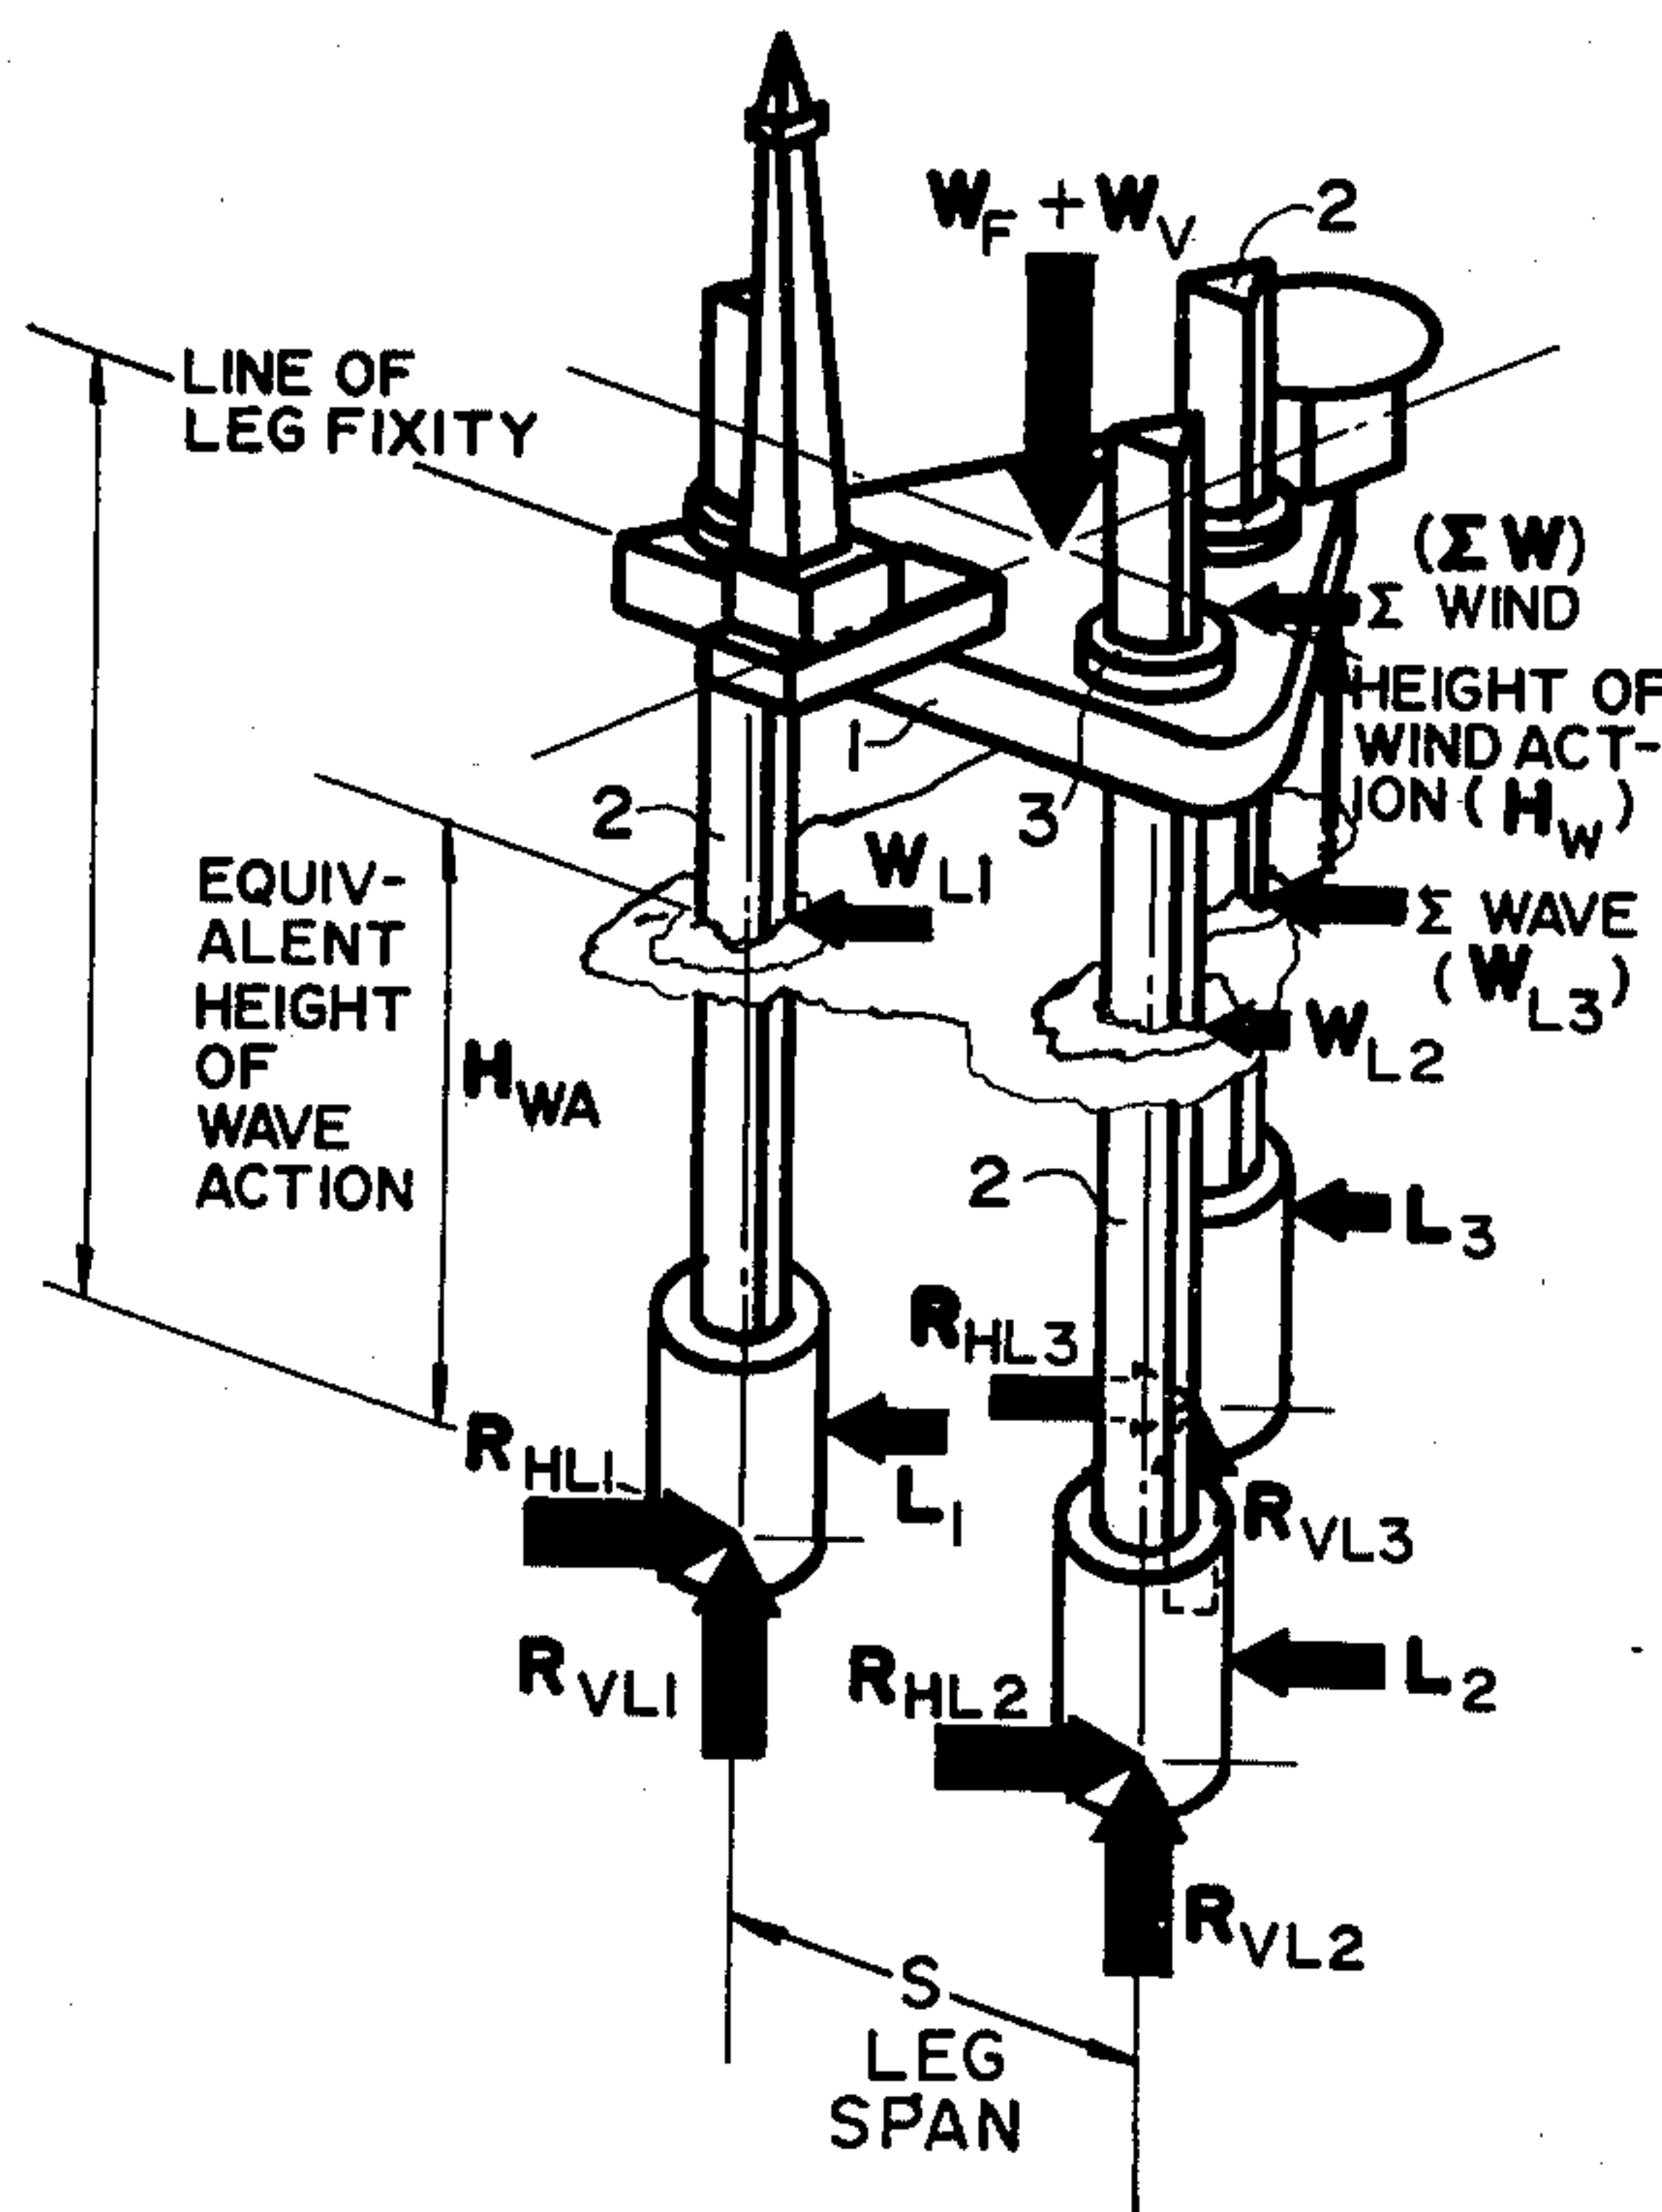 W_F + W_V
2
LINE OF
LEG FIXITY
(Σ W)
Σ WIND
HEIGHT OF
WIND ACT-
ION (H_W)
1
3
2
W_L1
EQUIV-
ALENT
HEIGHT
OF
WAVE
ACTION
H_WA
Σ WAVE
(W_L3)
W_L2
2
L_3
R_HL3
R_HL1
L_1
R_VL3
R_VL1
R_HL2
L_2
R_VL2
S
LEG
SPAN